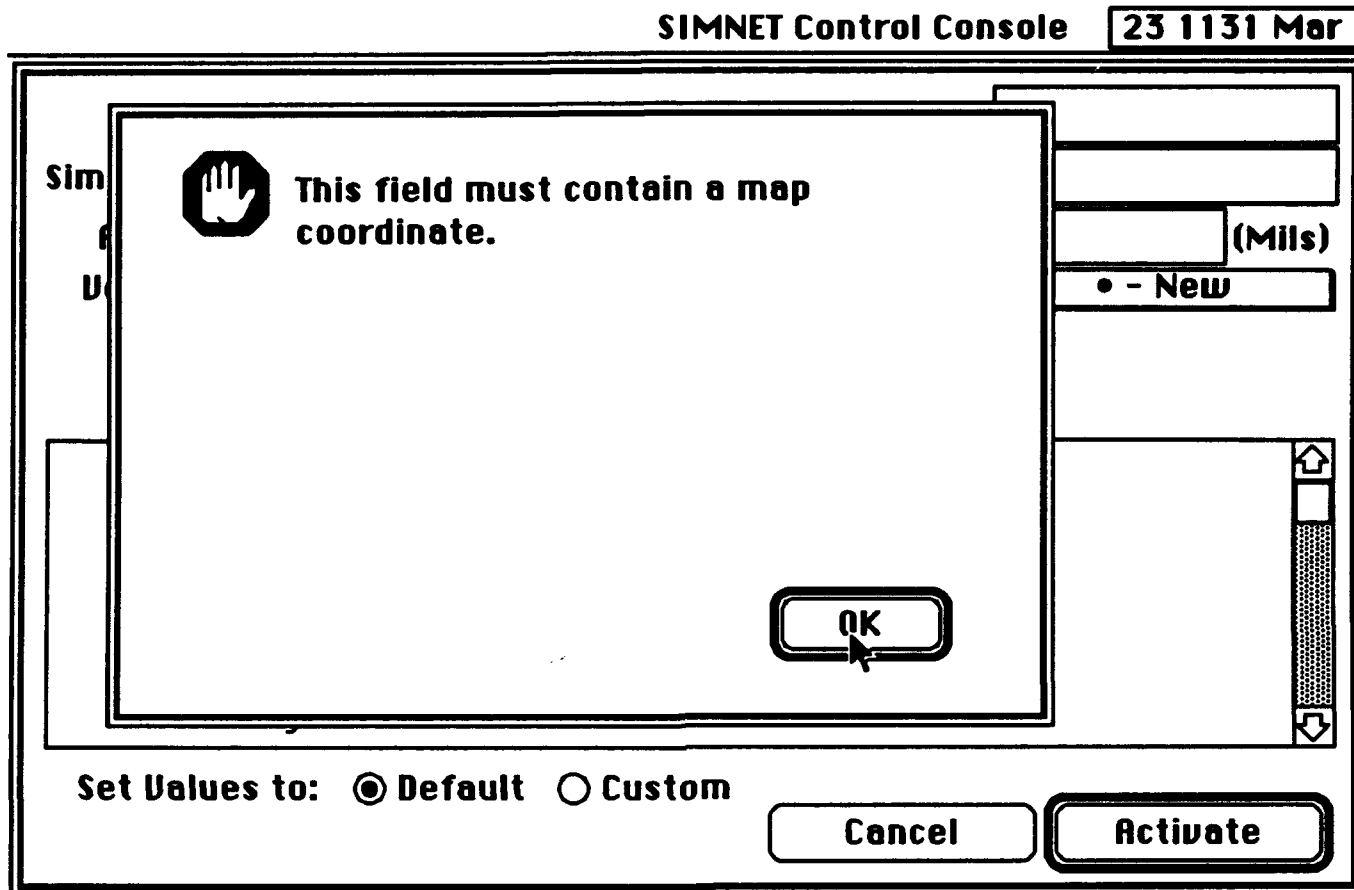 SIMNET Control Console 23 1131 Mar
Sim
This field must contain a map
coordinate.
(Mils)
• - New
OK
Set Values to: Default Custom
Cancel Activate